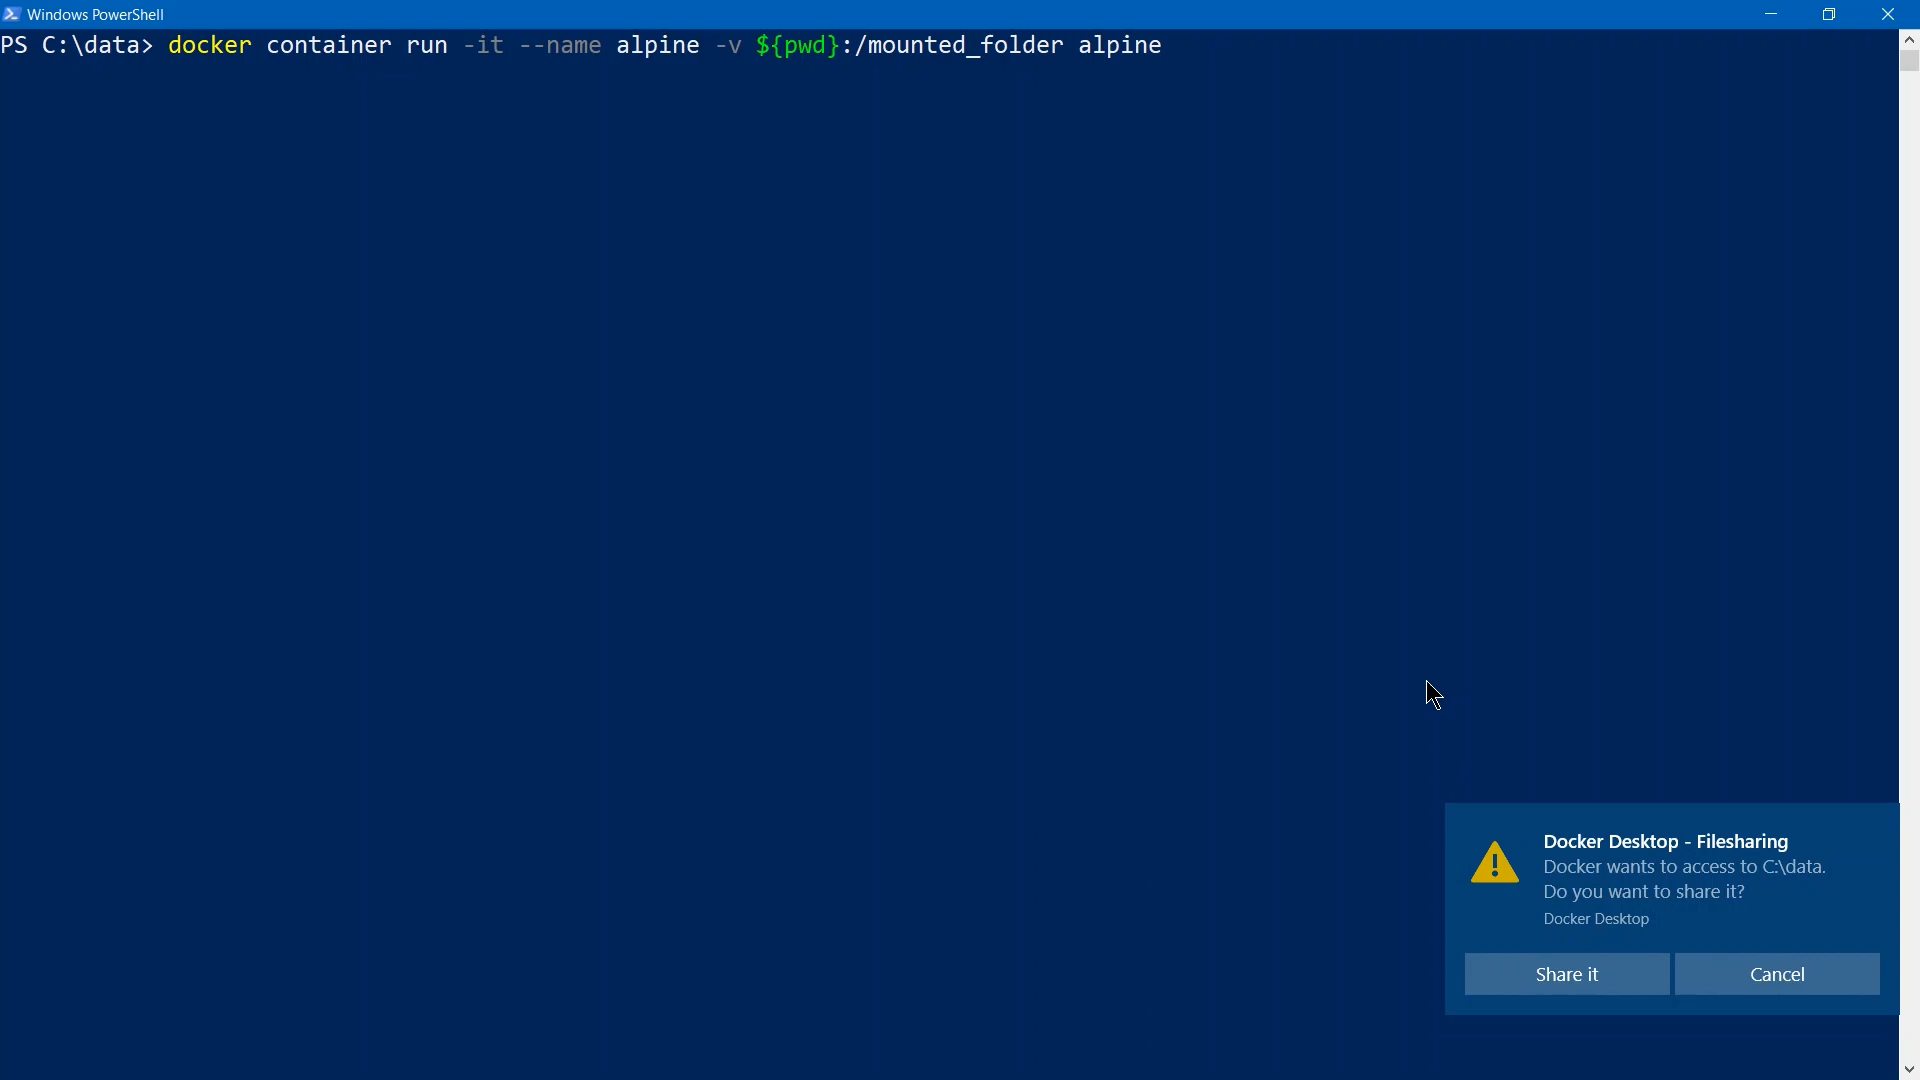 Windows PowerShell
PS C:\data> docker container run -it --name alpine -v ${pwd}:/mounted_folder alpine
Docker Desktop - Filesharing
Docker wants to access to C:\data.
Do you want to share it?
Docker Desktop
Share it Cancel